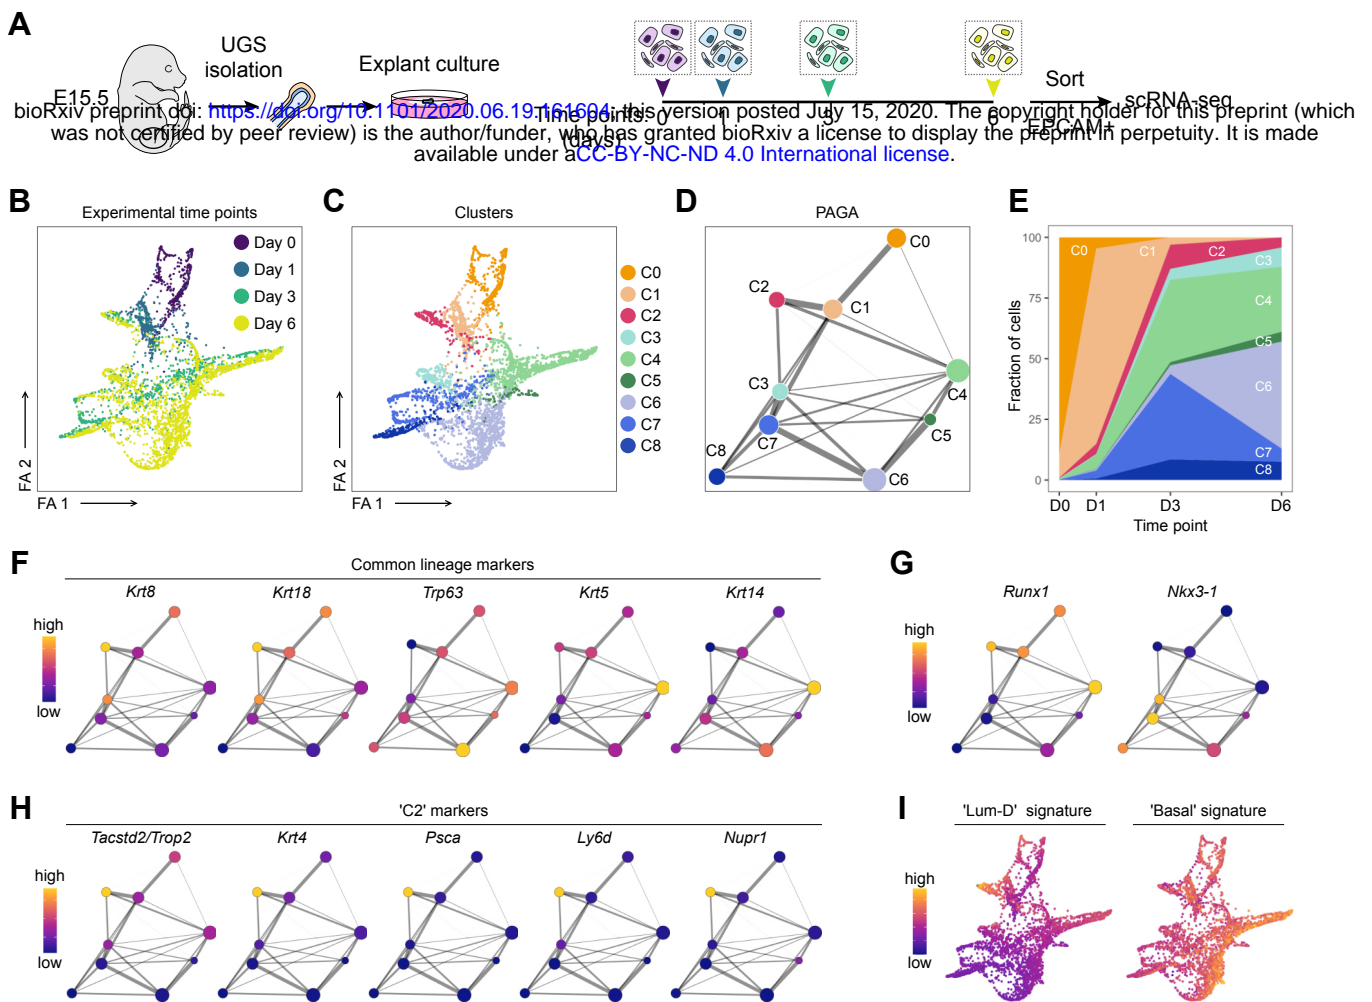 A
UGS
isolation
Explant culture
E15.5
Time points: 0 1 3 6
(days)
Sort
EPCAM+
scRNA-seq
bioRxiv preprint doi: https://doi.org/10.1101/2020.06.19.161604; this version posted July 15, 2020. The copyright holder for this preprint (which
was not certified by peer review) is the author/funder, who has granted bioRxiv a license to display the preprint in perpetuity. It is made
available under aCC-BY-NC-ND 4.0 International license.
B
Experimental time points
Day 0
Day 1
Day 3
Day 6
FA 2
FA 1
C
Clusters
C0
C1
C2
C3
C4
C5
C6
C7
C8
FA 2
FA 1
D
PAGA
C0
C2
C1
C3
C4
C7
C5
C8
C6
E
Fraction of cells
100
75
50
25
0
C0 C1 C2
C3
C4
C5
C6
C7
C8
D0 D1 D3 D6
Time point
F
Common lineage markers
Krt8 Krt18 Trp63 Krt5 Krt14
high
low
G
Runx1 Nkx3-1
high
low
H
'C2' markers
Tacstd2/Trop2 Krt4 Psca Ly6d Nupr1
high
low
I
'Lum-D' signature 'Basal' signature
high
low